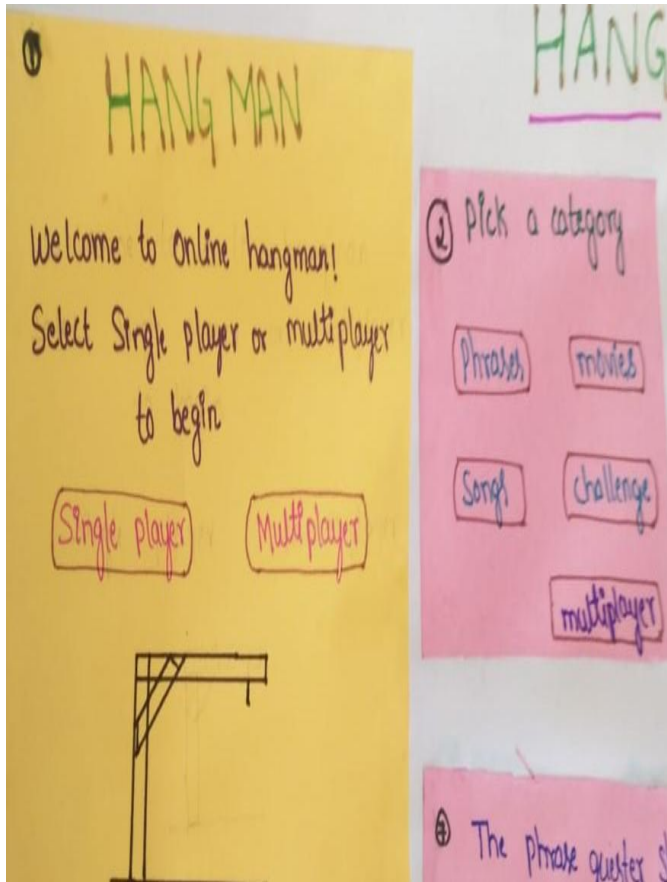 ①
HANG MAN
Welcome to online hangman!
Select Single player or multiplayer
to begin
Single player
Multiplayer
HANG
② Pick a category
Phrases
movies
Songs
challenge
multiplayer
The phrase